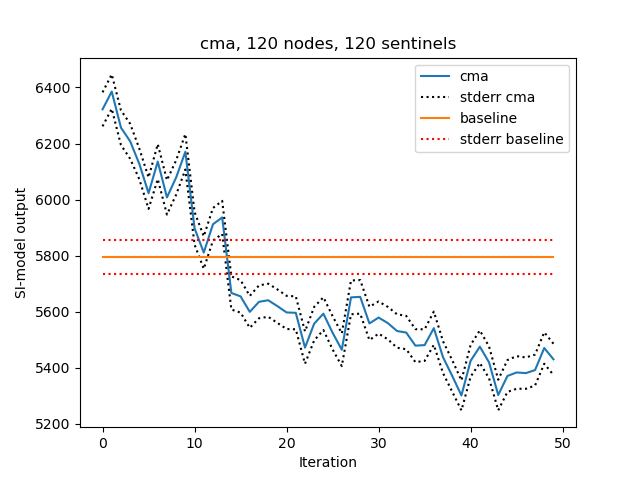 cma, 120 nodes, 120 sentinels
6400
6200
6000
5800
5600
5400
5200
SI-model output
cma
stderr cma
baseline
stderr baseline
0 10 20 30 40 50
Iteration